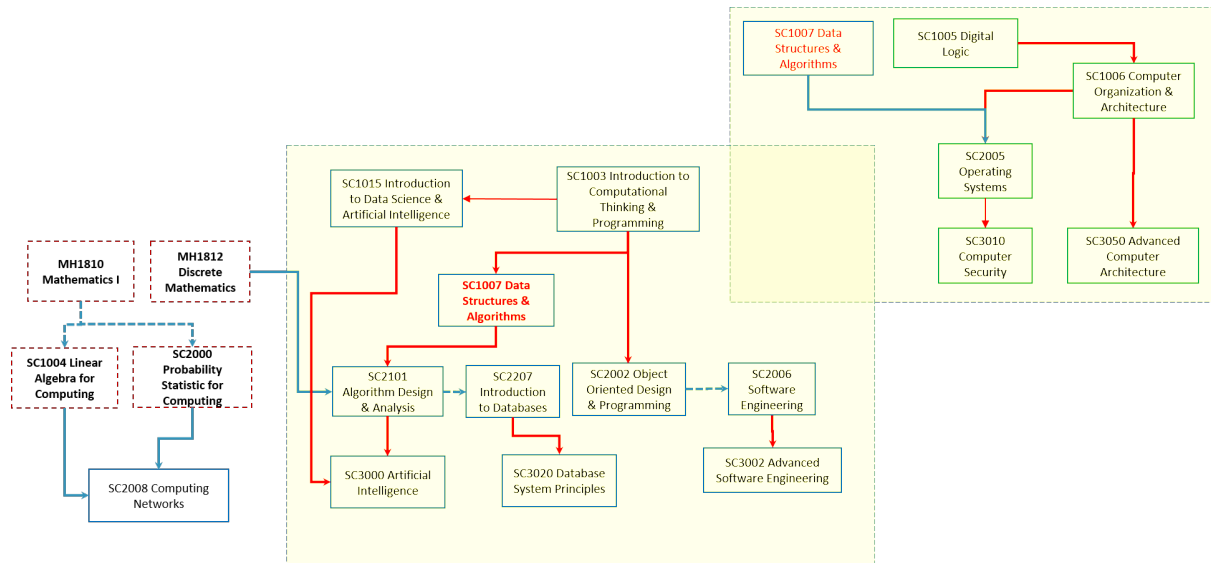 SC1007 Data
Structures &
Algorithms
SC1005 Digital
Logic
SC1006 Computer
Organization &
Architecture
SC2005
Operating
Systems
SC3010
Computer
Security
SC3050 Advanced
Computer
Architecture
SC1015 Introduction
to Data Science &
Artificial Intelligence
SC1003 Introduction to
Computational
Thinking &
Programming
MH1810
Mathematics I
MH1812
Discrete
Mathematics
SC1007 Data
Structures &
Algorithms
SC1004 Linear
Algebra for
Computing
SC2000
Probability
Statistic for
Computing
SC2101
Algorithm Design
& Analysis
SC2207
Introduction
to Databases
SC2002 Object
Oriented Design
& Programming
SC2006
Software
Engineering
SC2008 Computing
Networks
SC3000 Artificial
Intelligence
SC3020 Database
System Principles
SC3002 Advanced
Software Engineering